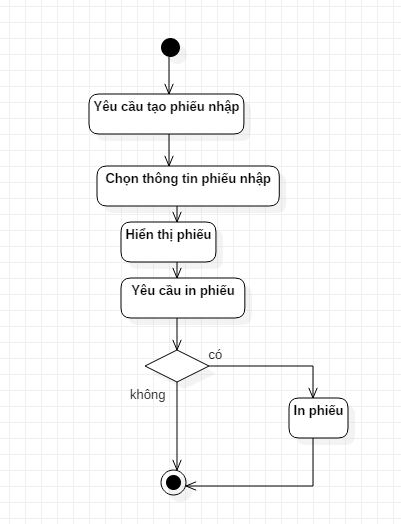 Yêu cầu tạo phiếu nhập
Chọn thông tin phiếu nhập
Hiển thị phiếu
Yêu cầu in phiếu
có
không
In phiếu